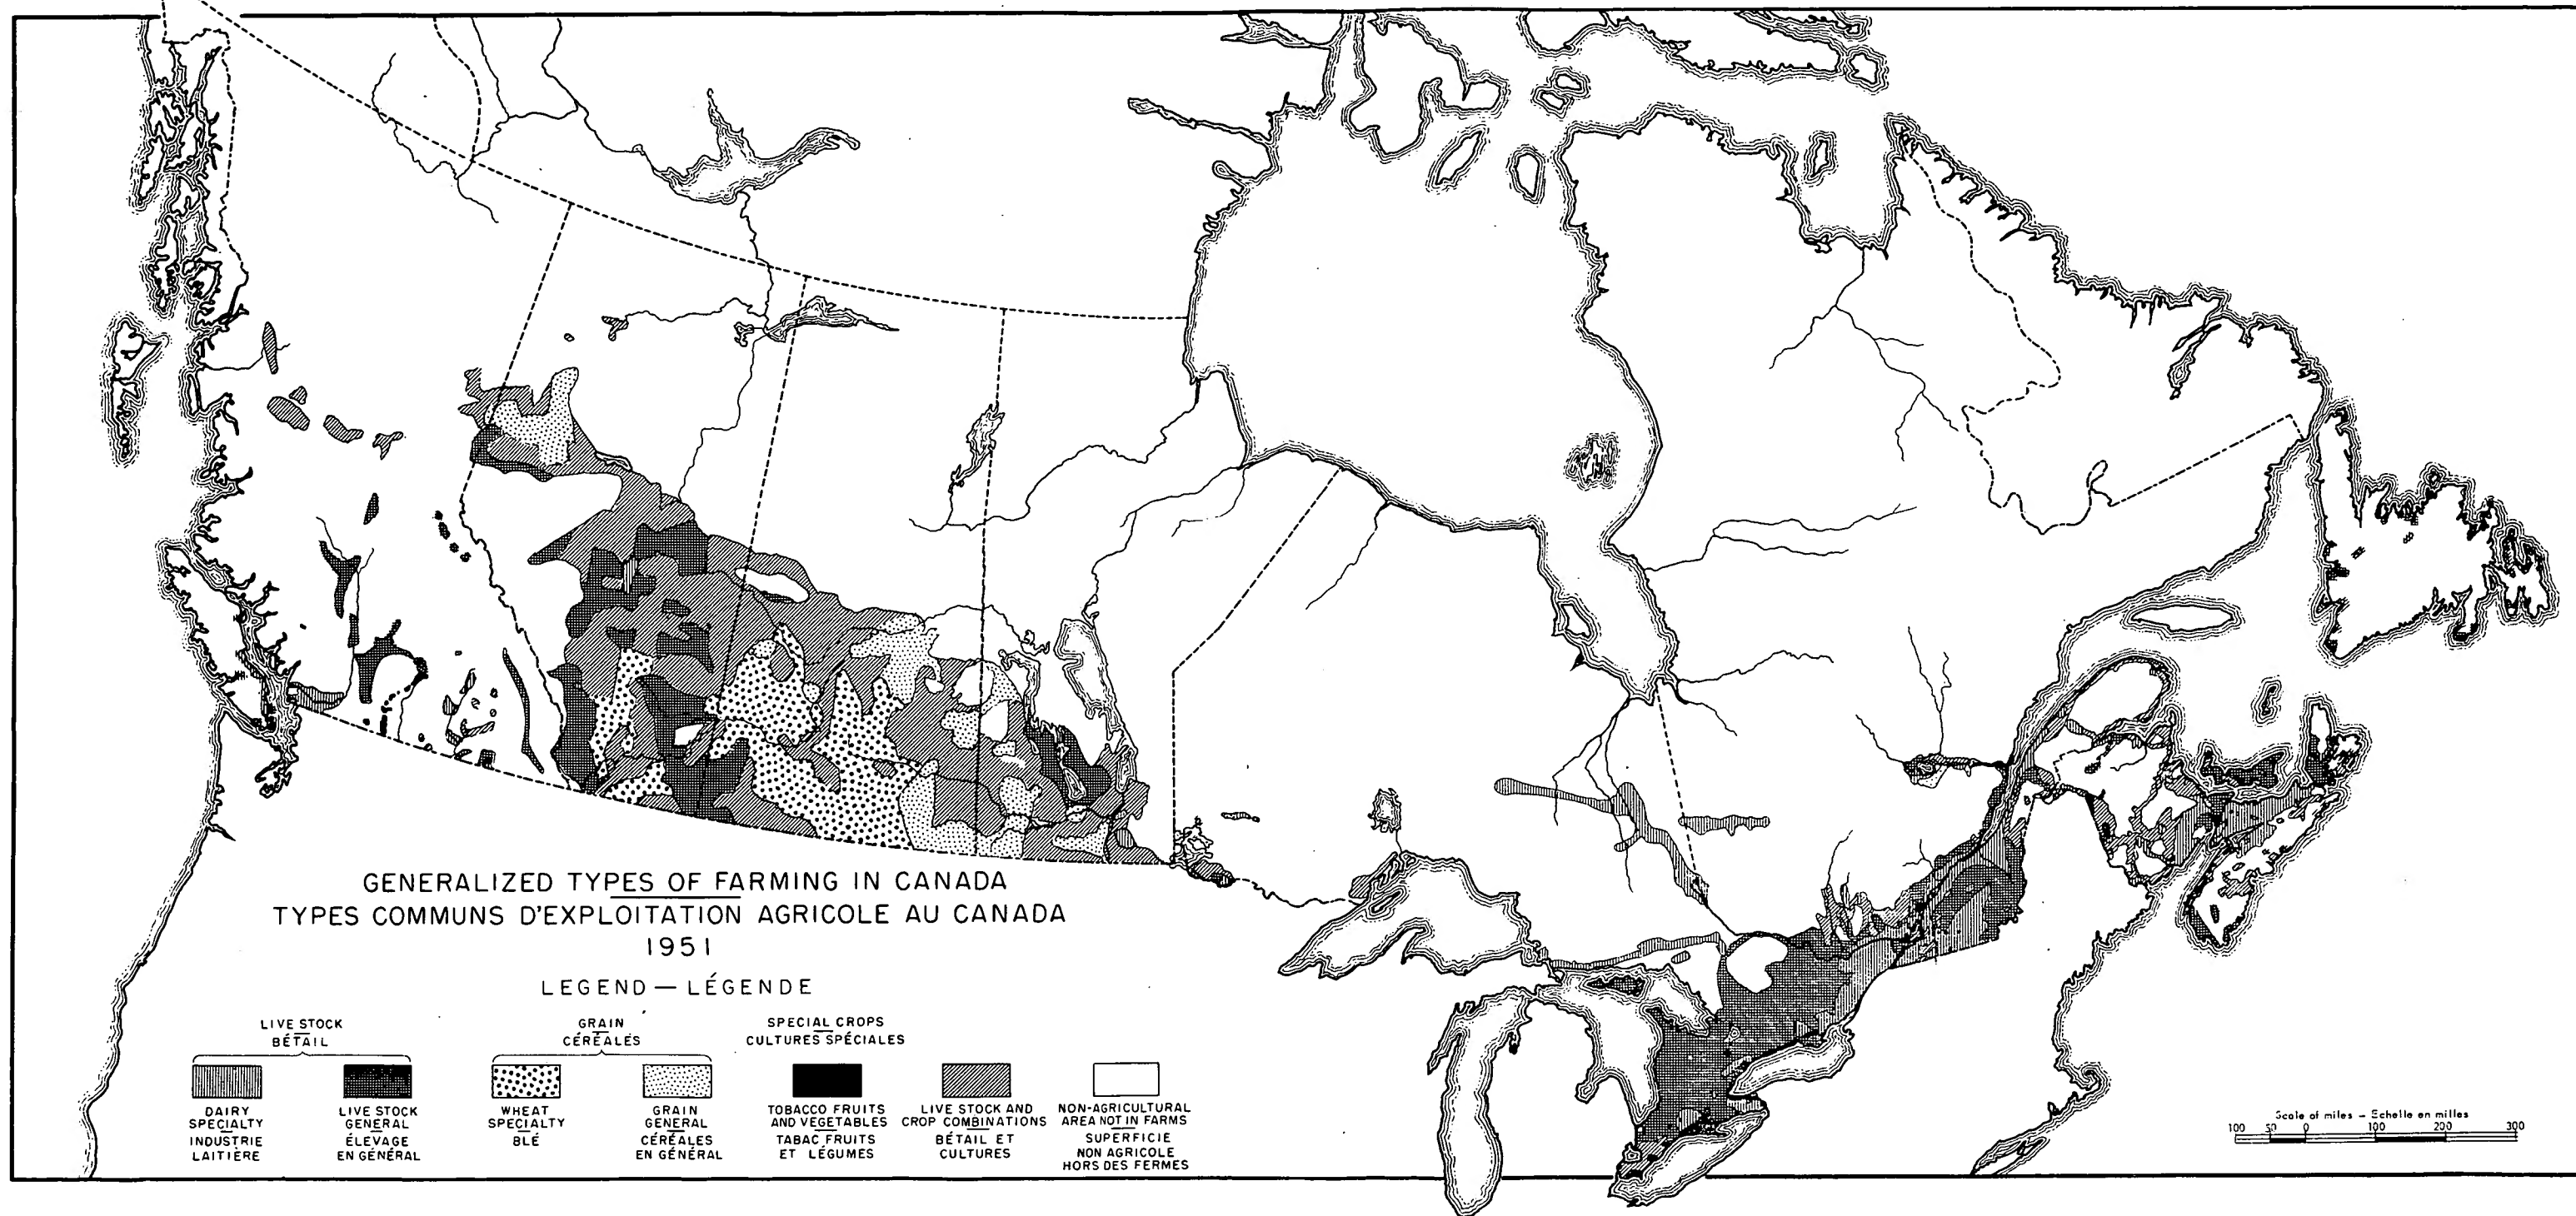 GENERALIZED TYPES OF FARMING IN CANADA
TYPES COMMUNS D'EXPLOITATION AGRICOLE AU CANADA
1951
LEGEND — LÉGENDE
LIVE STOCK
BÉTAIL
GRAIN
CÉRÉALES
SPECIAL CROPS
CULTURES SPÉCIALES
DAIRY
SPECIALTY
INDUSTRIE
LAITIÈRE
LIVE STOCK
GENERAL
ÉLEVAGE
EN GÉNÉRAL
WHEAT
SPECIALTY
BLÉ
GRAIN
GENERAL
CÉRÉALES
EN GÉNÉRAL
TOBACCO FRUITS
AND VEGETABLES
TABAC FRUITS
ET LÉGUMES
LIVE STOCK AND
CROP COMBINATIONS
BÉTAIL ET
CULTURES
NON-AGRICULTURAL
AREA NOT IN FARMS
SUPERFICIE
NON AGRICOLE
HORS DES FERMES
Scale of miles – Echelle en milles
100 50 0 100 200 300